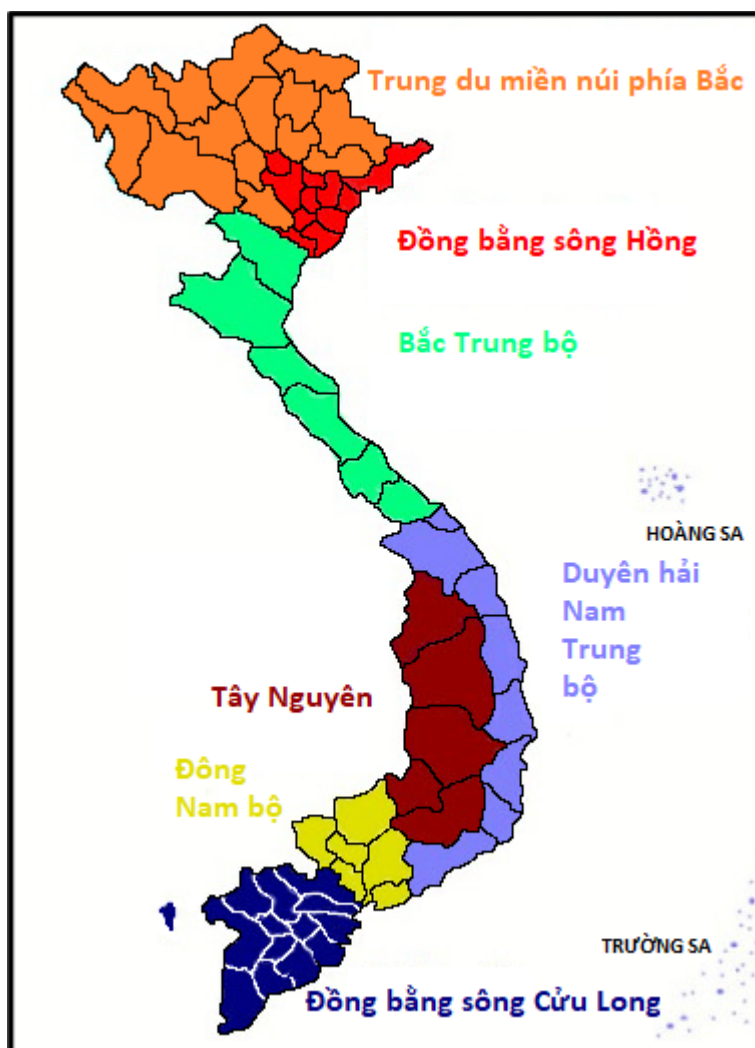 Trung du miền núi phía Bắc
Đồng bằng sông Hồng
Bắc Trung bộ
HOÀNG SA
Duyên hải
Nam
Trung
bộ
Tây Nguyên
Đông
Nam bộ
TRƯỜNG SA
Đồng bằng sông Cửu Long